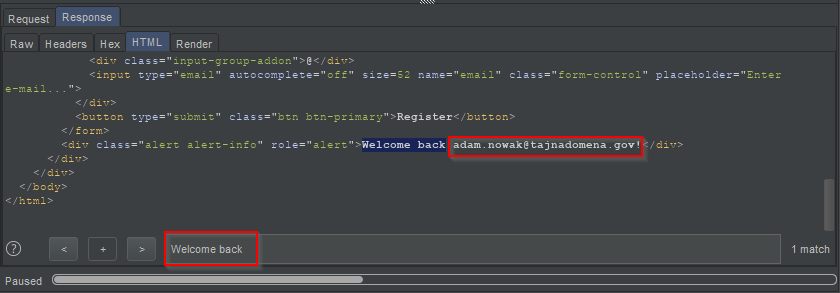 Request Response
Raw Headers Hex HTML Render
<div class="input-group-addon">@</div>
<input type="email" autocomplete="off" size=52 name="email" class="form-control" placeholder="Enter
e-mail...">
</div>
<button type="submit" class="btn btn-primary">Register</button>
</form>
<div class="alert alert-info" role="alert">Welcome back adam.nowak@tajnadomena.gov!</div>
</div>
</div>
</body>
</html>
? < + > Welcome back 1 match
Paused